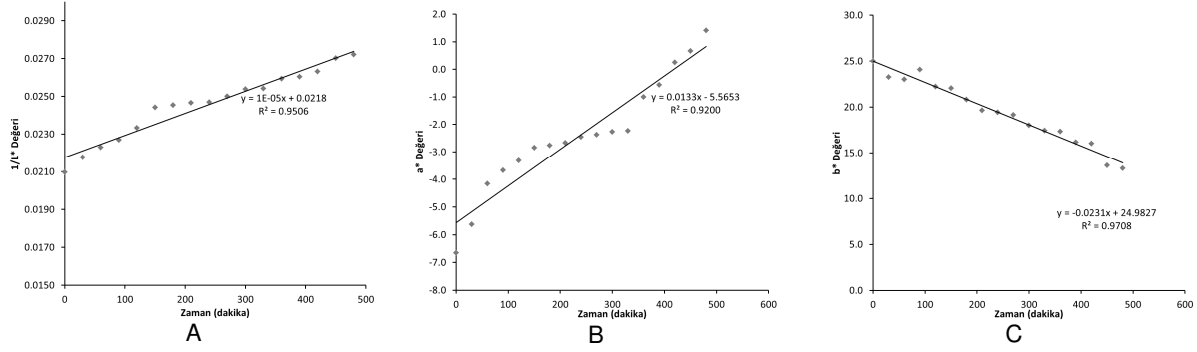 0.0290
0.0270
0.0250
0.0230
0.0210
0.0190
0.0170
0.0150
1/L* Değeri
y = 1E-05x + 0.0218
R² = 0.9506
0 100 200 300 400 500
Zaman (dakika)
A
2.0
1.0
0.0
-1.0
-2.0
-3.0
-4.0
-5.0
-6.0
-7.0
-8.0
a* Değeri
y = 0.0133x - 5.5653
R² = 0.9200
0 100 200 300 400 500 600
Zaman (dakika)
B
30.0
25.0
20.0
15.0
10.0
5.0
0.0
b* Değeri
y = -0.0231x + 24.9827
R² = 0.9708
0 100 200 300 400 500 600
Zaman (dakika)
C